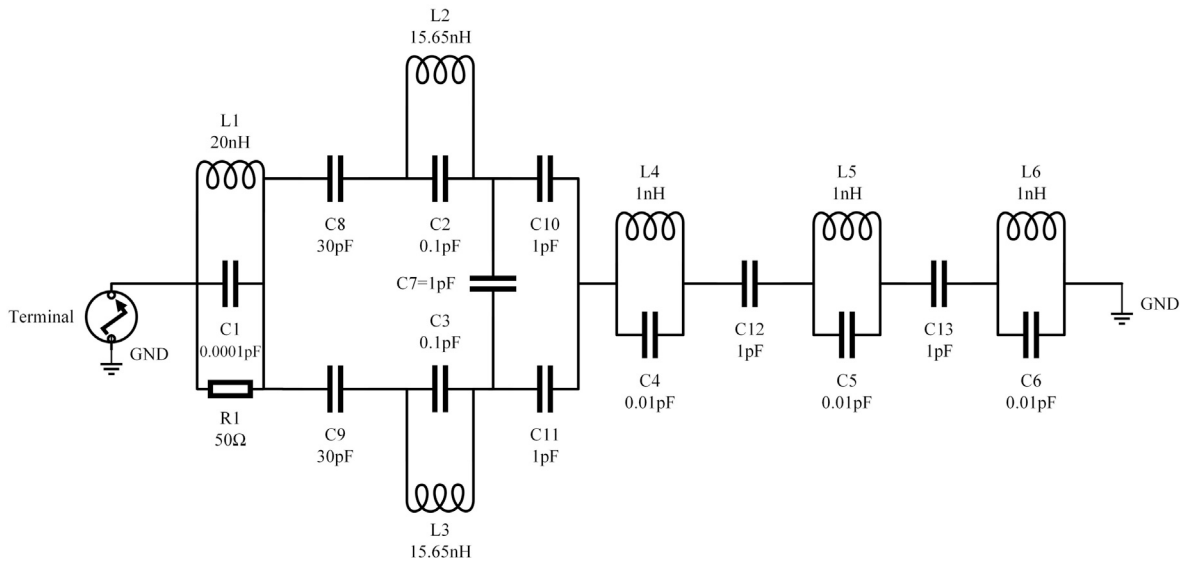 L2
15.65nH
L1
20nH
C8
30pF
C2
0.1pF
C10
1pF
L4
1nH
L5
1nH
L6
1nH
Terminal
GND
C1
0.0001pF
R1
50Ω
C7=1pF
C3
0.1pF
C9
30pF
C11
1pF
L3
15.65nH
C12
1pF
C4
0.01pF
C5
0.01pF
C13
1pF
C6
0.01pF
GND